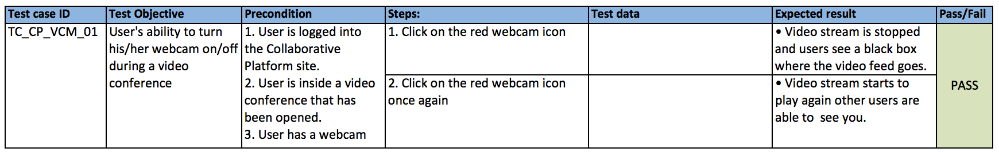 Test case ID
Test Objective
Precondition
Steps:
Test data
Expected result
Pass/Fail
TC_CP_VCM_01
User's ability to turn
his/her webcam on/off
during a video
conference
1. User is logged into
the Collaborative
Platform site.
2. User is inside a video
conference that has
been opened.
3. User has a webcam
1. Click on the red webcam icon
• Video stream is stopped
and users see a black box
where the video feed goes.
2. Click on the red webcam icon
once again
• Video stream starts to
play again other users are
able to  see you.
PASS